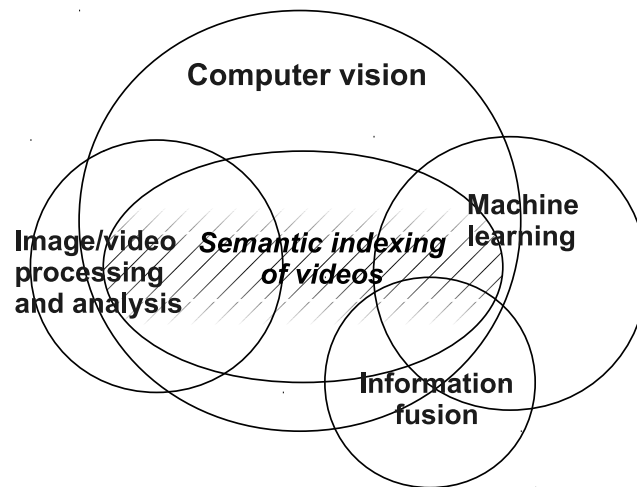 Computer vision
Machine
learning
Image/video
processing
and analysis
Semantic indexing
of videos
Information
fusion